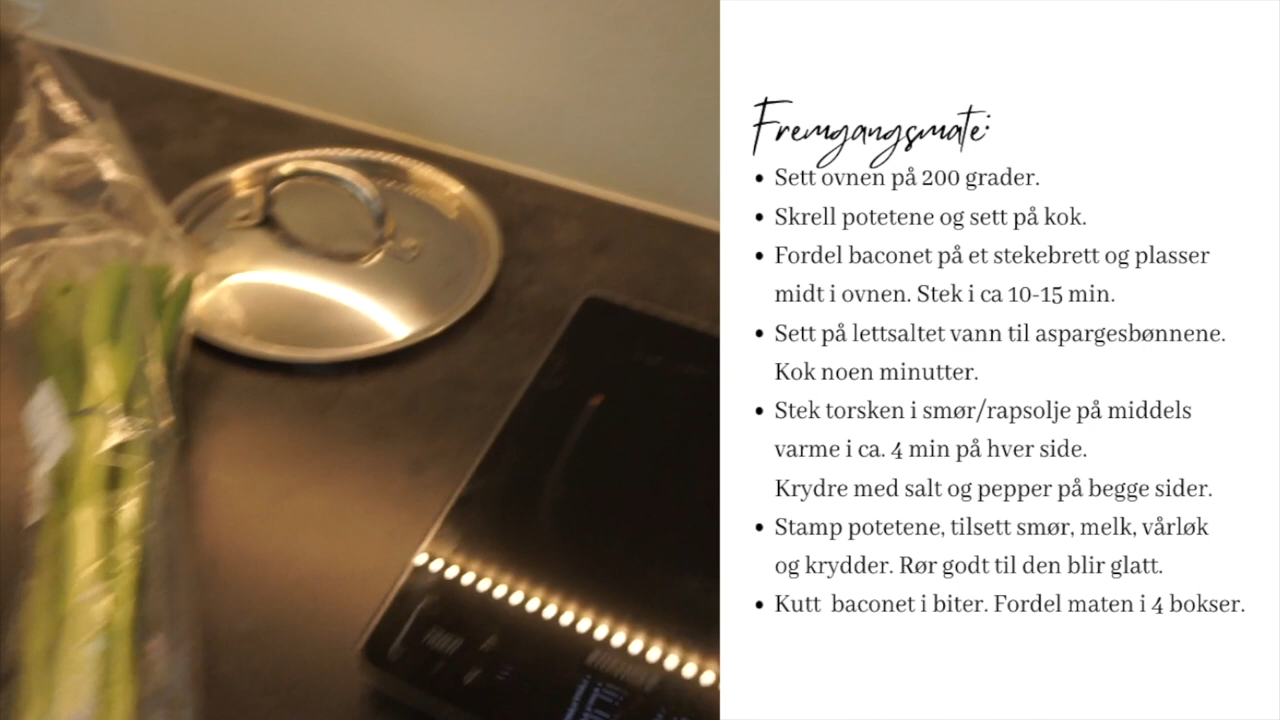 Fremgangsmate:
• Sett ovnen på 200 grader.
• Skrell potetene og sett på kok.
• Fordel baconet på et stekebrett og plasser
midt i ovnen. Stek i ca 10-15 min.
• Sett på lettsaltet vann til aspargesbønnene.
Kok noen minutter.
• Stek torsken i smør/rapsolje på middels
varme i ca. 4 min på hver side.
Krydre med salt og pepper på begge sider.
• Stamp potetene, tilsett smør, melk, vårløk
og krydder. Rør godt til den blir glatt.
• Kutt baconet i biter. Fordel maten i 4 bokser.